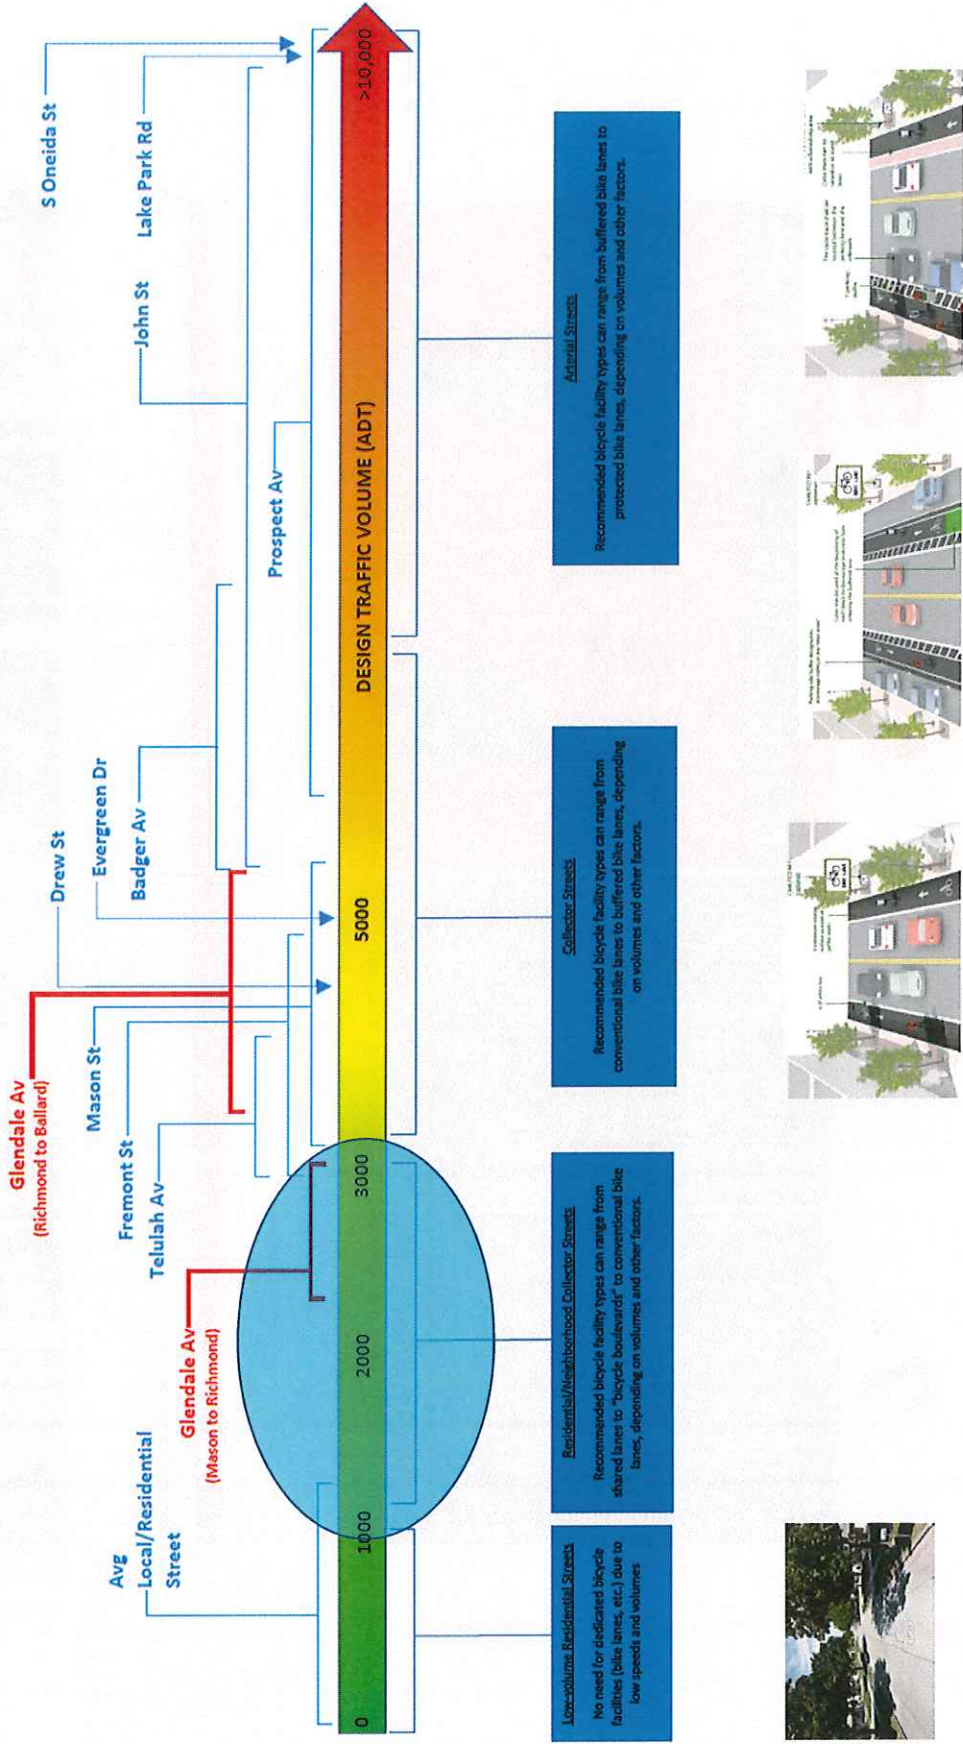 S Oneida St
Lake Park Rd
John St
Prospect Av
Drew St
Evergreen Dr
Badger Av
Glendale Av
(Richmond to Ballard)
Mason St
Fremont St
Telulah Av
Glendale Av
(Mason to Richmond)
Avg
Local/Residential
Street
0
1000
2000
3000
5000
DESIGN TRAFFIC VOLUME (ADT)
>10,000
Low-volume Residential Streets
No need for dedicated bicycle
facilities (bike lanes, etc.) due to
low speeds and volumes
Residential/Neighborhood Collector Streets
Recommended bicycle facility types can range from
shared lanes to "bicycle boulevards" to conventional bike
lanes, depending on volumes and other factors.
Collector Streets
Recommended bicycle facility types can range from
conventional bike lanes to buffered bike lanes, depending
on volumes and other factors.
Arterial Streets
Recommended bicycle facility types can range from buffered bike lanes to
protected bike lanes, depending on volumes and other factors.